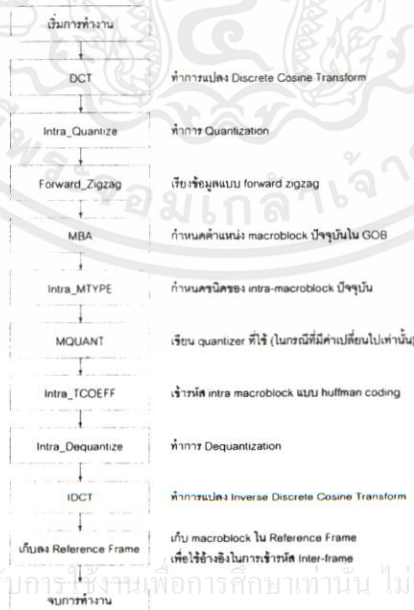 เริ่มการทำงาน
DCT ทำการแปลง Discrete Cosine Transform
Intra_Quantize ทำการ Quantization
Forward_Zigzag เรียงข้อมูลแบบ forward zigzag
MBA กำหนดตำแหน่ง macroblock ปัจจุบันใน GOB
Intra_MTYPE กำหนดชนิดของ intra-macroblock ปัจจุบัน
MQUANT เขียน quantizer ที่ใช้ (ในกรณีที่มีค่าเปลี่ยนไปเท่านั้น)
Intra_TCOEFF เข้ารหัส intra macroblock แบบ huffman coding
Intra_Dequantize ทำการ Dequantization
IDCT ทำการแปลง Inverse Discrete Cosine Transform
เก็บลง Reference Frame เก็บ macroblock ใน Reference Frame
เพื่อใช้อ้างอิงในการเข้ารหัส Inter-frame
จบการทำงาน